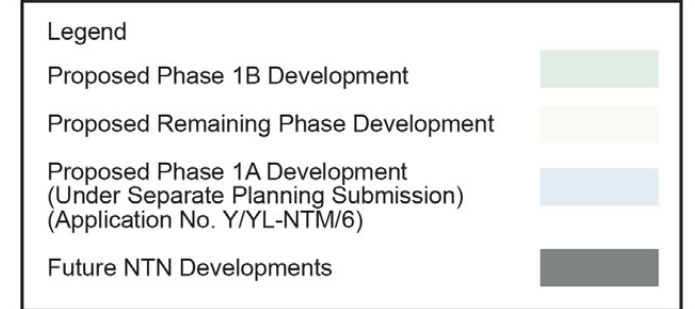 Legend
Proposed Phase 1B Development
Proposed Remaining Phase Development
Proposed Phase 1A Development
(Under Separate Planning Submission)
(Application No. Y/YL-NTM/6)
Future NTN Developments